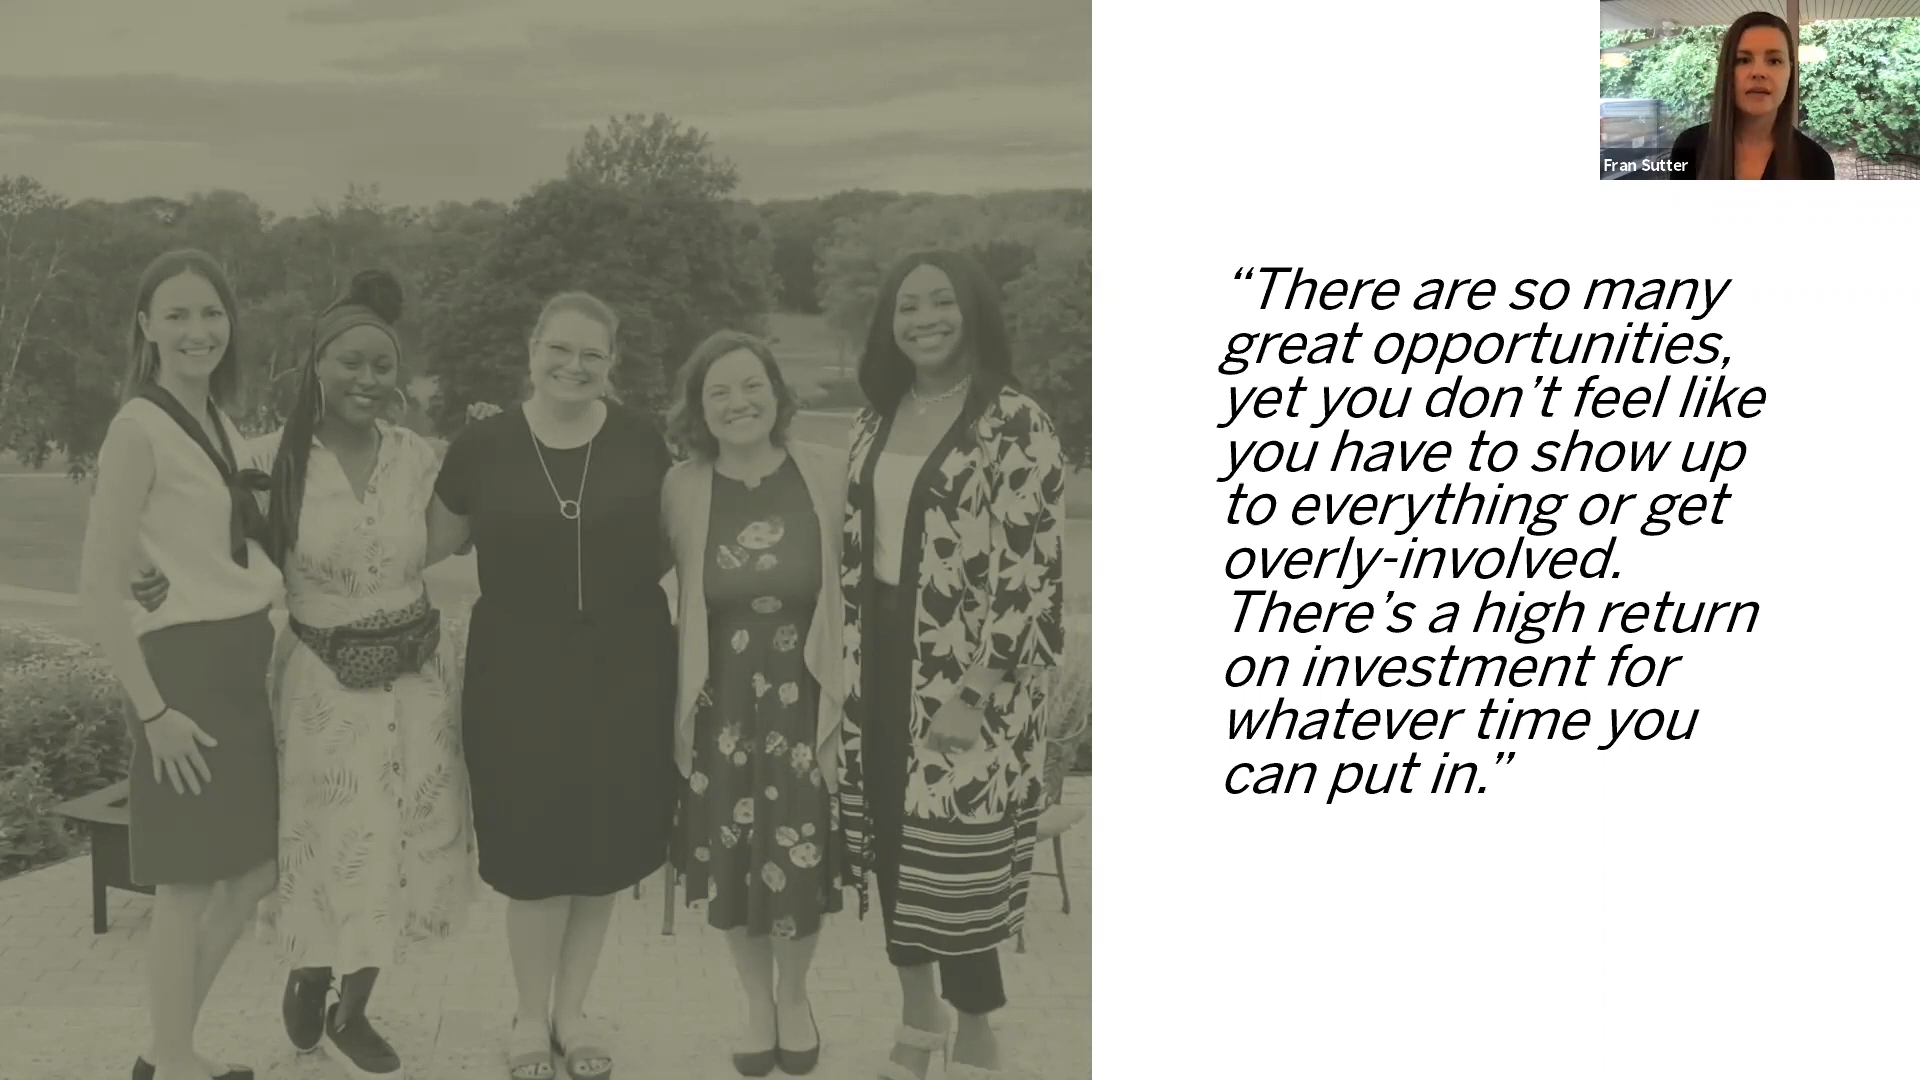 Fran Sutter
“There are so many
great opportunities,
yet you don’t feel like
you have to show up
to everything or get
overly-involved.
There’s a high return
on investment for
whatever time you
can put in.”